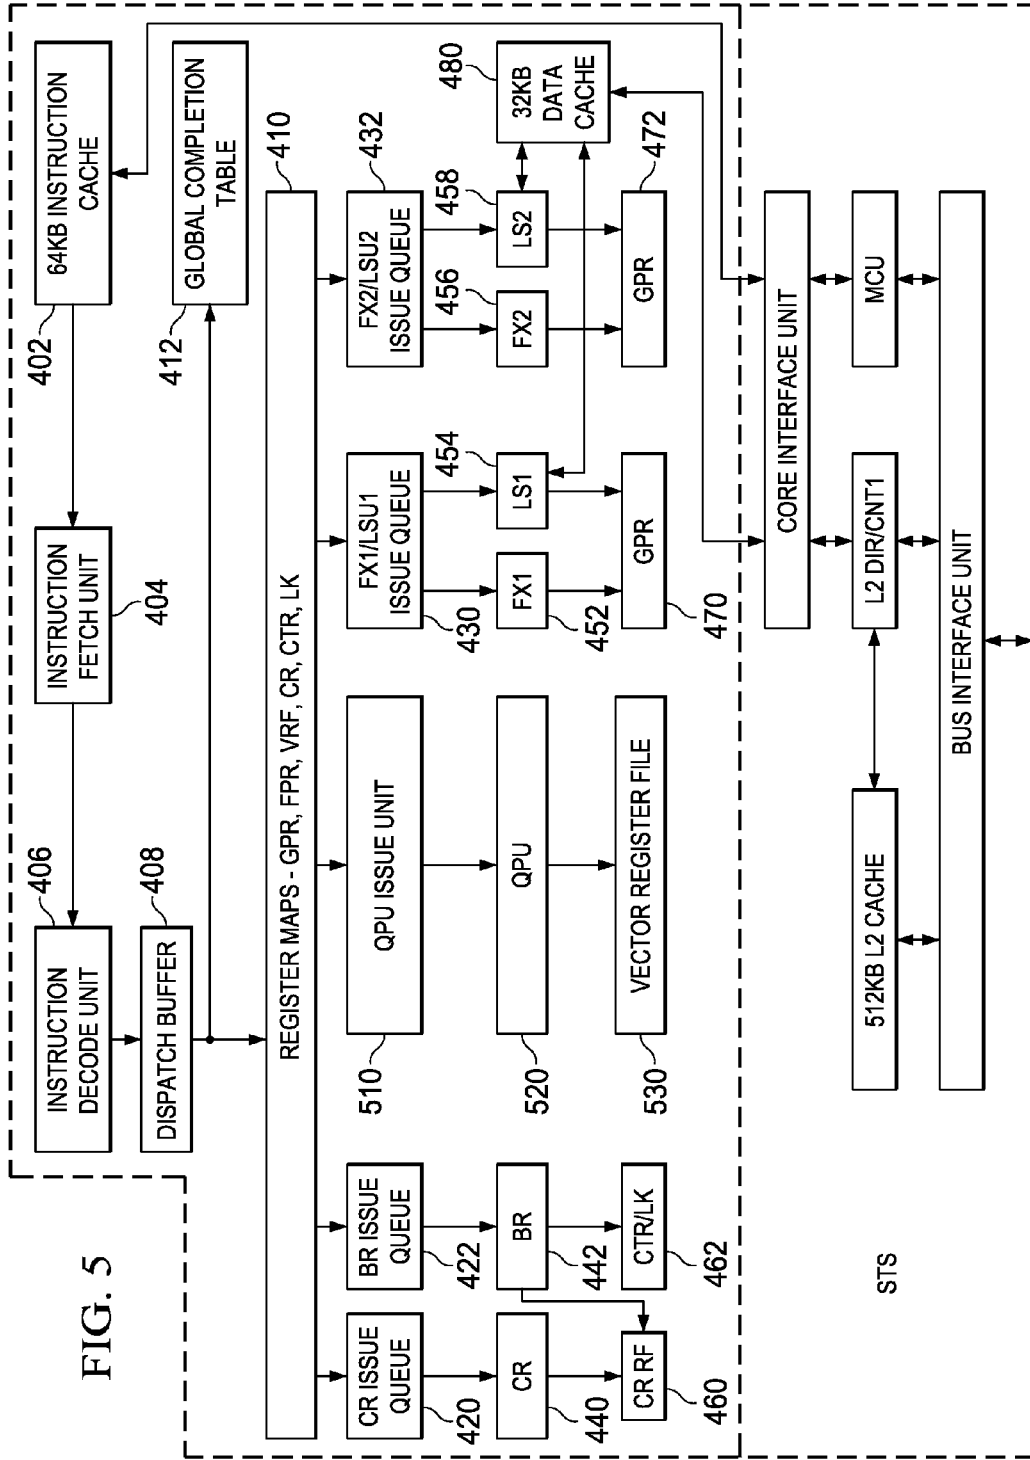 FIG. 5
402
64KB INSTRUCTION
CACHE
INSTRUCTION
FETCH UNIT
404
406
INSTRUCTION
DECODE UNIT
408
DISPATCH BUFFER
412
GLOBAL COMPLETION
TABLE
410
REGISTER MAPS - GPR, FPR, VRF, CR, CTR, LK
CR ISSUE
QUEUE
420
BR ISSUE
QUEUE
422
QPU ISSUE UNIT
510
FX1/LSU1
ISSUE QUEUE
430
FX2/LSU2
ISSUE QUEUE
432
CR
440
BR
442
QPU
520
FX1
452
LS1
454
FX2
456
LS2
458
32KB
DATA
CACHE
480
CR RF
460
CTR/LK
462
VECTOR REGISTER FILE
530
GPR
470
GPR
472
CORE INTERFACE UNIT
STS
512KB L2 CACHE
L2 DIR/CNT1
MCU
BUS INTERFACE UNIT